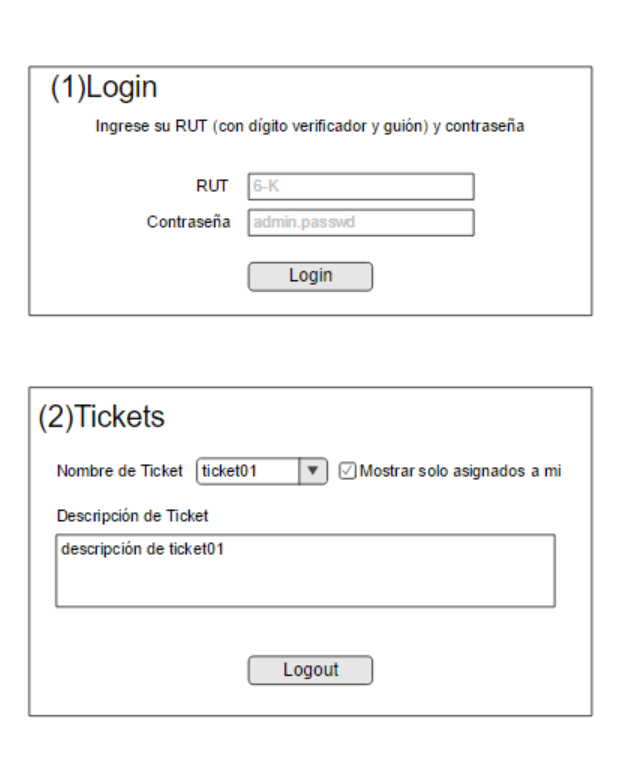 (1)Login
Ingrese su RUT (con dígito verificador y guión) y contraseña
RUT 6-K
Contraseña admin.passwd
Login
(2)Tickets
Nombre de Ticket ticket01 Mostrar solo asignados a mi
Descripción de Ticket
descripción de ticket01
Logout